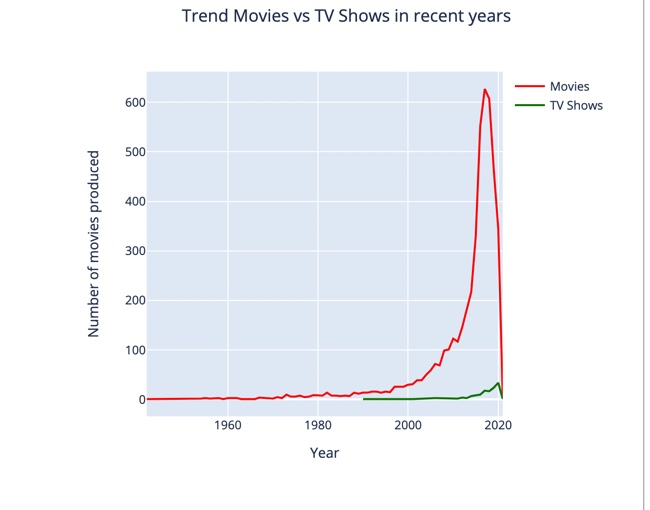 Trend Movies vs TV Shows in recent years
Movies
TV Shows
Number of movies produced
600
500
400
300
200
100
0
1960
1980
2000
2020
Year